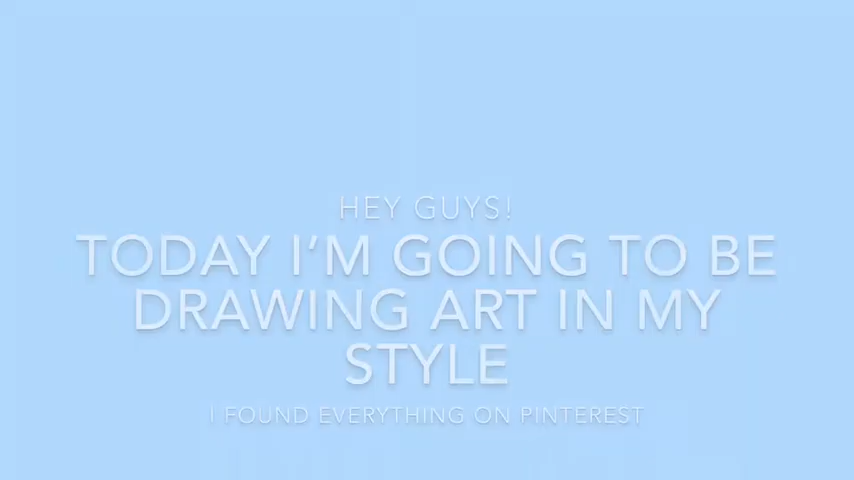 HEY GUYS!
TODAY I’M GOING TO BE
DRAWING ART IN MY
STYLE
I FOUND EVERYTHING ON PINTEREST